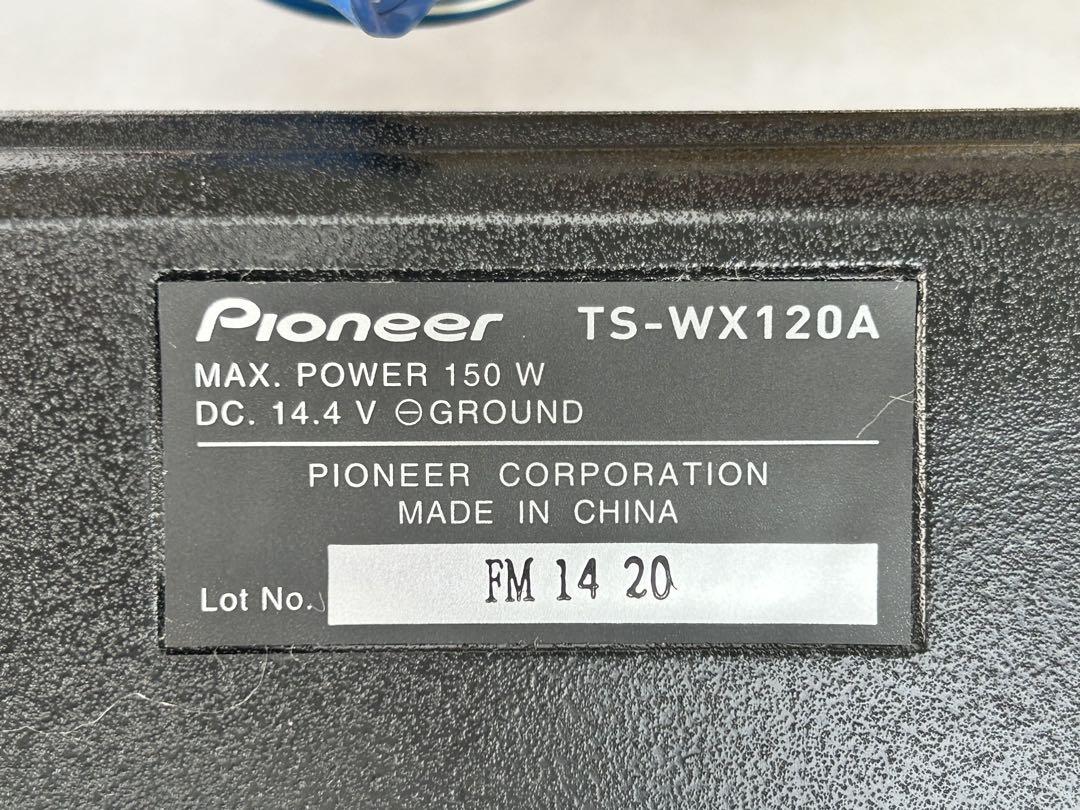 Pioneer TS-WX120A
MAX. POWER 150 W
DC. 14.4 V ⊖GROUND
PIONEER CORPORATION
MADE IN CHINA
Lot No. FM 14 20